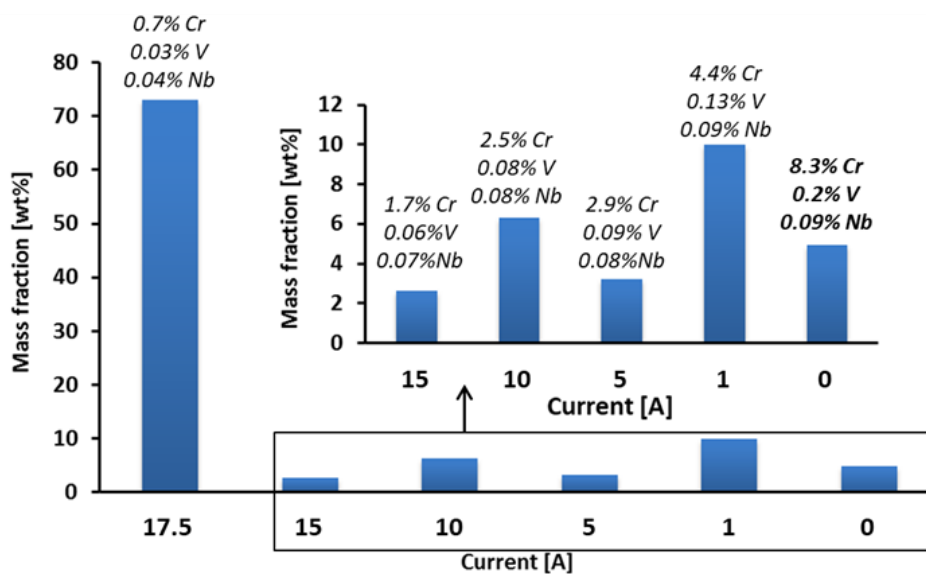 0.7% Cr
0.03% V
0.04% Nb
Mass fraction [wt%]
80
70
60
50
40
30
20
10
0
Mass fraction [wt%]
12
10
8
6
4
2
0
1.7% Cr
0.06%V
0.07%Nb
2.5% Cr
0.08% V
0.08% Nb
2.9% Cr
0.09% V
0.08%Nb
4.4% Cr
0.13% V
0.09% Nb
8.3% Cr
0.2% V
0.09% Nb
15 10 5 1 0
Current [A]
17.5 15 10 5 1 0
Current [A]